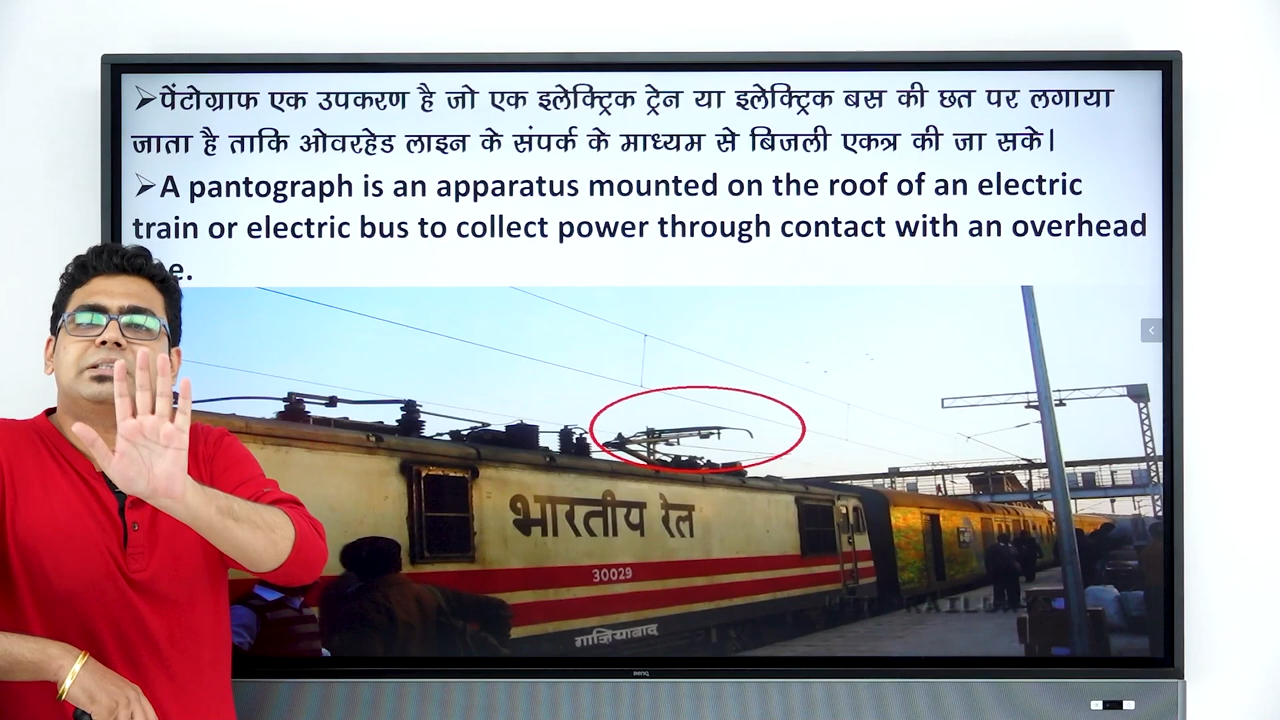 ➢पेंटोग्राफ एक उपकरण है जो एक इलेक्ट्रिक ट्रेन या इलेक्ट्रिक बस की छत पर लगाया
जाता है ताकि ओवरहेड लाइन के संपर्क के माध्यम से बिजली एकत्र की जा सके।
➢A pantograph is an apparatus mounted on the roof of an electric
train or electric bus to collect power through contact with an overhead
भारतीय रेल
30029
गाज़ियाबाद
BenQ